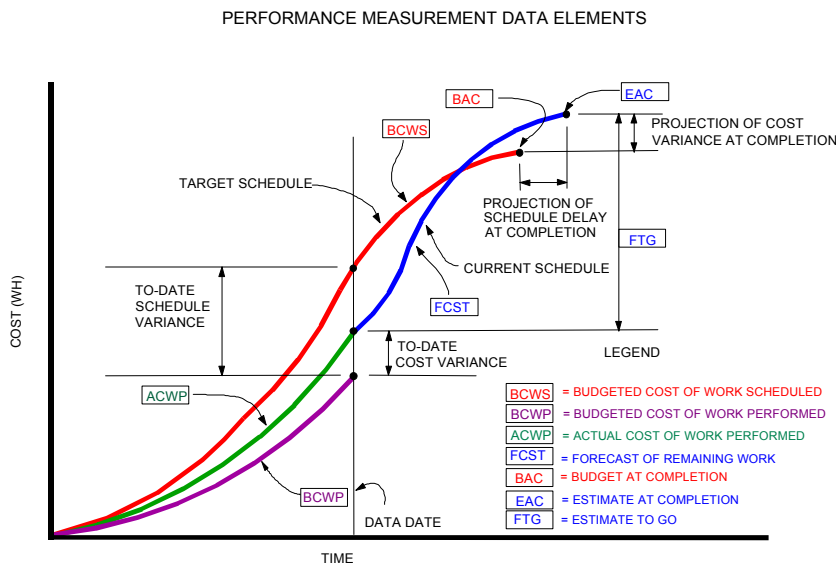 PERFORMANCE MEASUREMENT DATA ELEMENTS
EAC
BAC
PROJECTION OF COST
VARIANCE AT COMPLETION
BCWS
TARGET SCHEDULE
PROJECTION OF
SCHEDULE DELAY
AT COMPLETION
FTG
CURRENT SCHEDULE
FCST
TO-DATE
SCHEDULE
VARIANCE
COST (WH)
TO-DATE
COST VARIANCE
LEGEND
ACWP
BCWP
DATA DATE
TIME
BCWS = BUDGETED COST OF WORK SCHEDULED
BCWP = BUDGETED COST OF WORK PERFORMED
ACWP = ACTUAL COST OF WORK PERFORMED
FCST = FORECAST OF REMAINING WORK
BAC = BUDGET AT COMPLETION
EAC = ESTIMATE AT COMPLETION
FTG = ESTIMATE TO GO